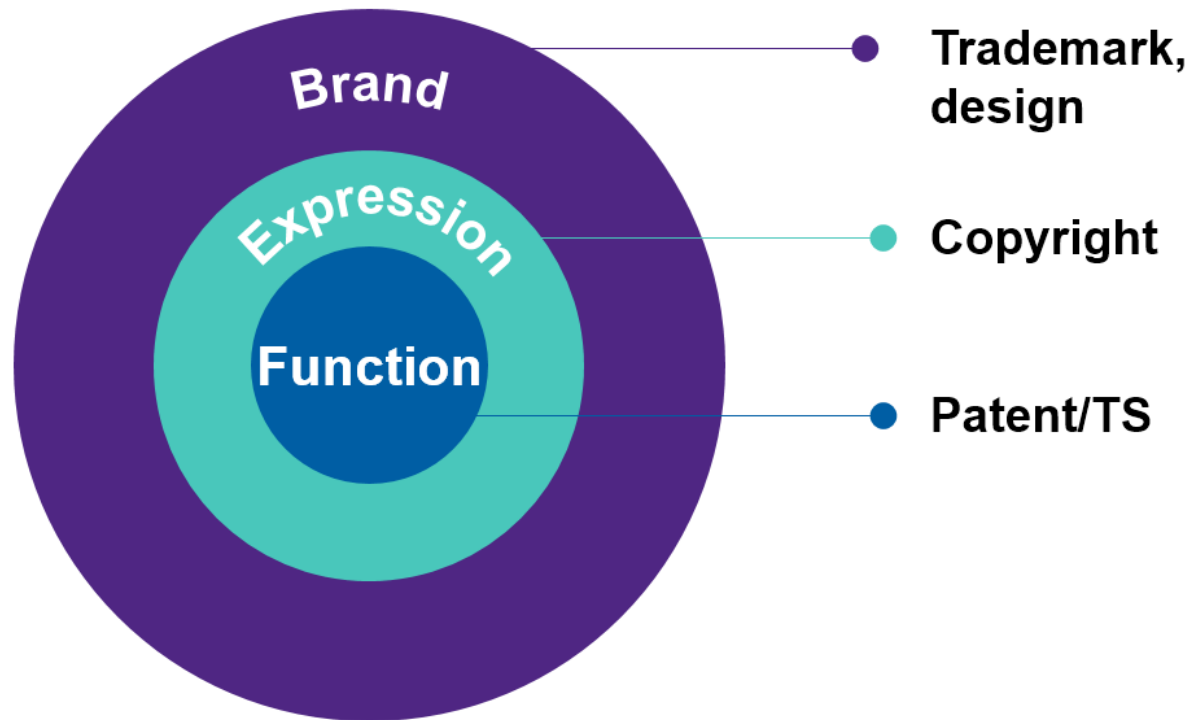 Brand
Expression
Function
Trademark,
design
Copyright
Patent/TS